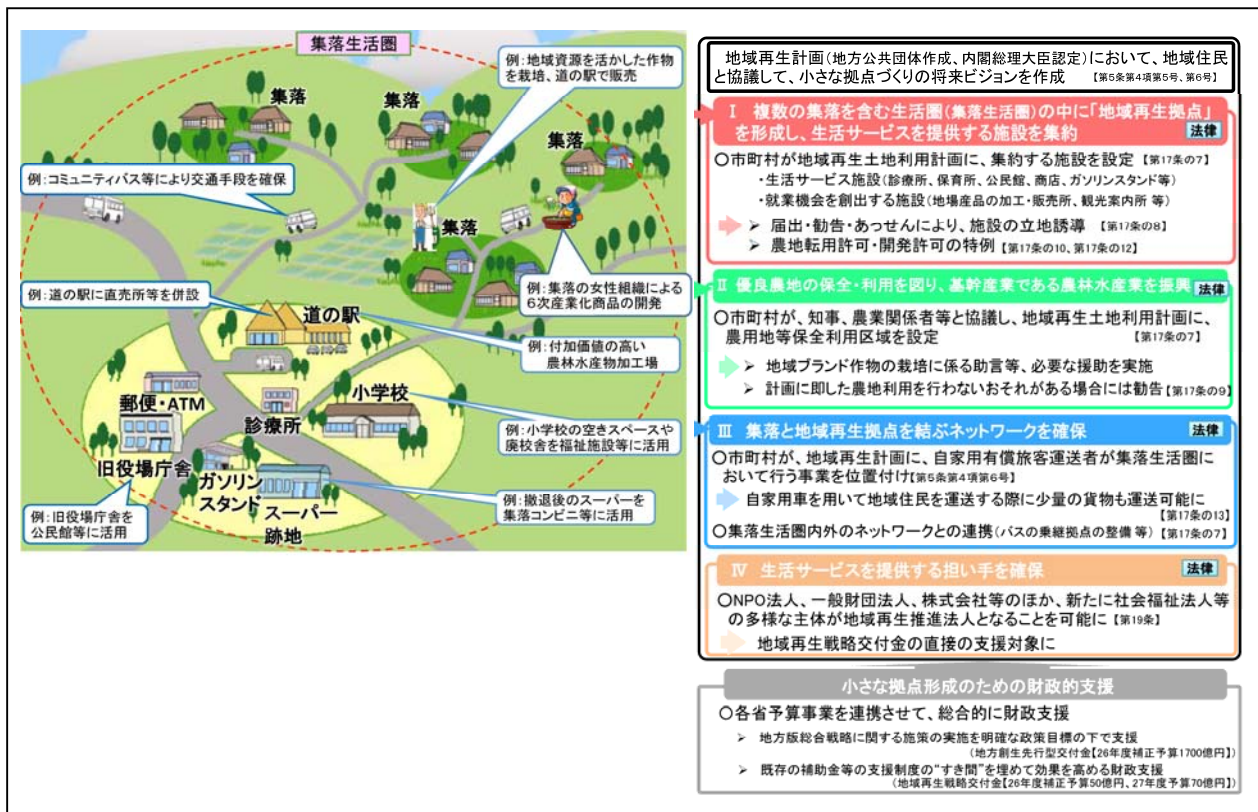 集落生活圏
例:地域資源を活かした作物
を栽培、道の駅で販売
集落
集落
集落
例:コミュニティバス等により交通手段を確保
集落
例:集落の女性組織による
6次産業化商品の開発
例:道の駅に直売所等を併設
道の駅
例:付加価値の高い
農林水産物加工場
郵便・ATM
小学校
診療所
例:小学校の空きスペースや
廃校舎を福祉施設等に活用
旧役場庁舎
ガソリン
スタンド
スーパー
跡地
例:旧役場庁舎を
公民館等に活用
例:撤退後のスーパーを
集落コンビニ等に活用
地域再生計画(地方公共団体作成、内閣総理大臣認定)において、地域住民
と協議して、小さな拠点づくりの将来ビジョンを作成 【第5条第4項第5号、第6号】
Ⅰ 複数の集落を含む生活圏(集落生活圏)の中に「地域再生拠点」
を形成し、生活サービスを提供する施設を集約 法律
○市町村が地域再生土地利用計画に、集約する施設を設定 【第17条の7】
・生活サービス施設(診療所、保育所、公民館、商店、ガソリンスタンド等)
・就業機会を創出する施設(地場産品の加工・販売所、観光案内所 等)
➢ 届出・勧告・あっせんにより、施設の立地誘導 【第17条の8】
➢ 農地転用許可・開発許可の特例 【第17条の10、第17条の12】
Ⅱ 優良農地の保全・利用を図り、基幹産業である農林水産業を振興 法律
○市町村が、知事、農業関係者等と協議し、地域再生土地利用計画に、
農用地等保全利用区域を設定 【第17条の7】
➢ 地域ブランド作物の栽培に係る助言等、必要な援助を実施
➢ 計画に即した農地利用を行わないおそれがある場合には勧告【第17条の9】
Ⅲ 集落と地域再生拠点を結ぶネットワークを確保 法律
○市町村が、地域再生計画に、自家用有償旅客運送者が集落生活圏に
おいて行う事業を位置付け【第5条第4項第6号】
自家用車を用いて地域住民を運送する際に少量の貨物も運送可能に
【第17条の13】
○集落生活圏内外のネットワークとの連携(バスの乗継拠点の整備 等)【第17条の7】
Ⅳ 生活サービスを提供する担い手を確保 法律
○NPO法人、一般財団法人、株式会社等のほか、新たに社会福祉法人等
の多様な主体が地域再生推進法人となることを可能に 【第19条】
地域再生戦略交付金の直接の支援対象に
小さな拠点形成のための財政的支援
○各省予算事業を連携させて、総合的に財政支援
➢ 地方版総合戦略に関する施策の実施を明確な政策目標の下で支援
(地方創生先行型交付金【26年度補正予算1700億円】)
➢ 既存の補助金等の支援制度の“すき間”を埋めて効果を高める財政支援
(地域再生戦略交付金【26年度補正予算50億円、27年度予算70億円】)